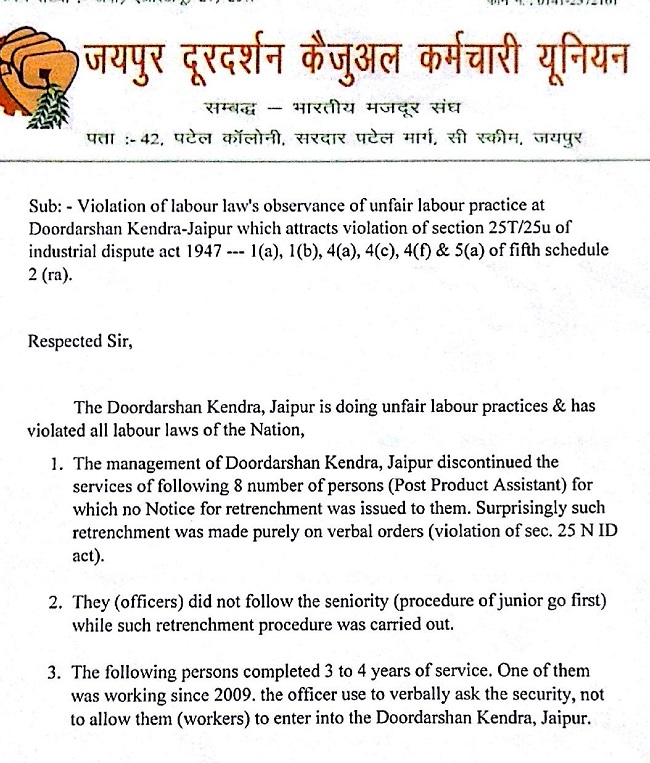 जयपुर दूरदर्शन कैजुअल कर्मचारी यूनियन
सम्बद्ध – भारतीय मजदूर संघ
पता :- 42, पटेल कॉलोनी, सरदार पटेल मार्ग, सी स्कीम, जयपुर
Sub: - Violation of labour law's observance of unfair labour practice at
Doordarshan Kendra-Jaipur which attracts violation of section 25T/25u of
industrial dispute act 1947 --- 1(a), 1(b), 4(a), 4(c), 4(f) & 5(a) of fifth schedule
2 (ra).
Respected Sir,
The Doordarshan Kendra, Jaipur is doing unfair labour practices & has
violated all labour laws of the Nation,
1. The management of Doordarshan Kendra, Jaipur discontinued the
services of following 8 number of persons (Post Product Assistant) for
which no Notice for retrenchment was issued to them. Surprisingly such
retrenchment was made purely on verbal orders (violation of sec. 25 N ID
act).
2. They (officers) did not follow the seniority (procedure of junior go first)
while such retrenchment procedure was carried out.
3. The following persons completed 3 to 4 years of service. One of them
was working since 2009. the officer use to verbally ask the security, not
to allow them (workers) to enter into the Doordarshan Kendra, Jaipur.